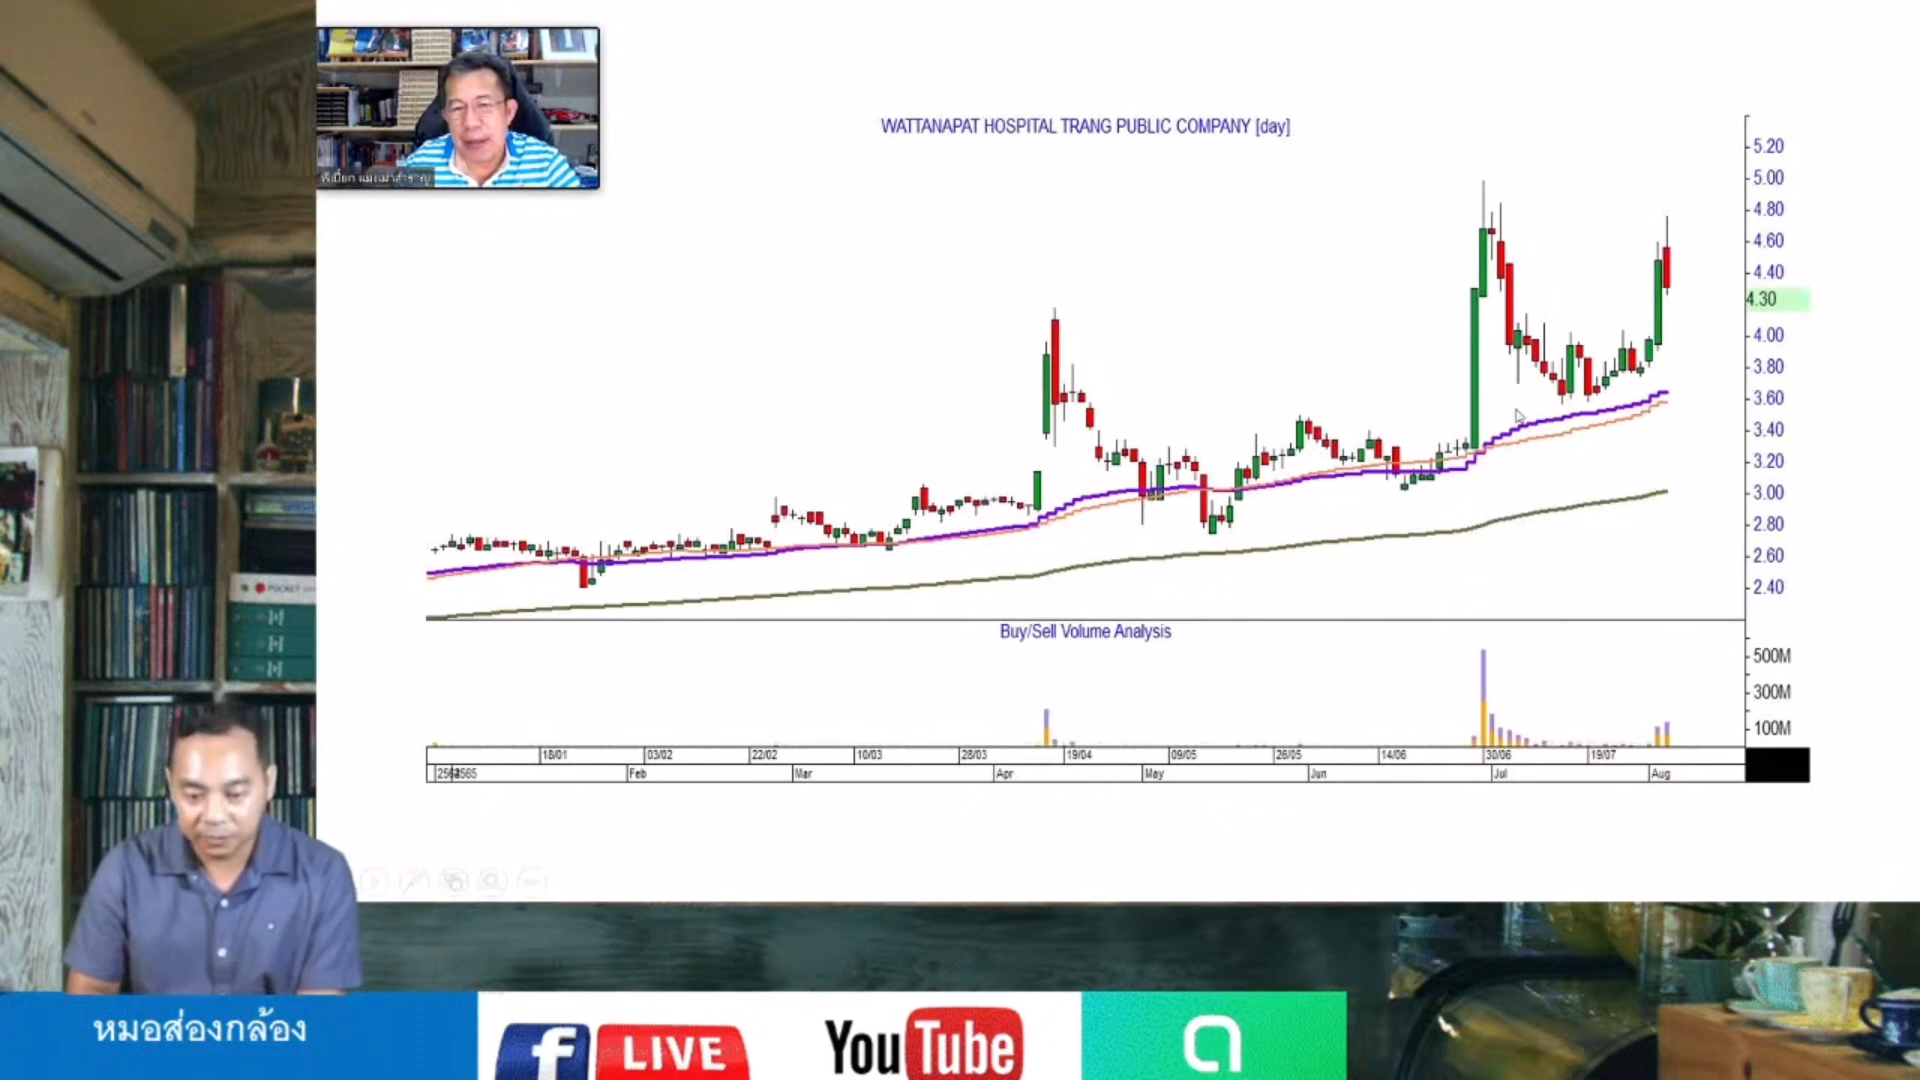 WATTANAPAT HOSPITAL TRANG PUBLIC COMPANY [day]
5.20
5.00
4.80
4.60
4.40
4.30
4.00
3.80
3.60
3.40
3.20
3.00
2.80
2.60
2.40
Buy/Sell Volume Analysis
500M
300M
100M
18/01 03/02 22/02 10/03 28/03 19/04 09/05 26/05 14/06 30/06 19/07
2565 Feb Mar Apr May Jun Jul Aug
POCKET
หมอส่องกล้อง
f LIVE
YouTube